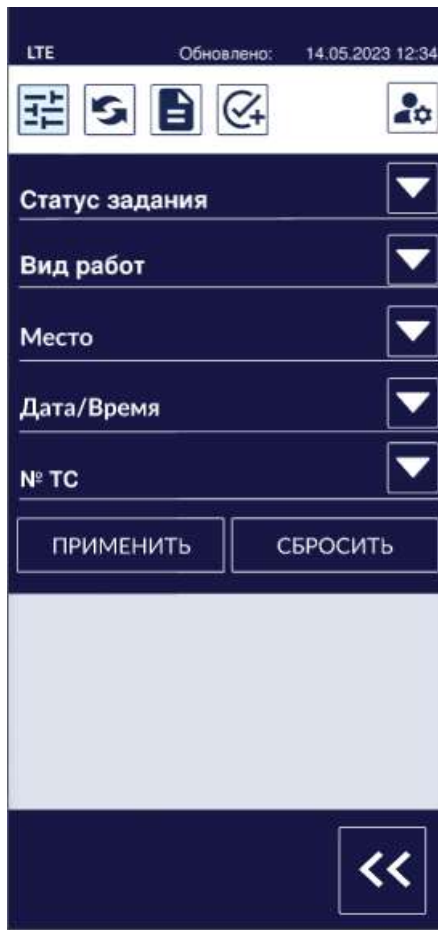 LTE Обновлено: 14.05.2023 12:34
Статус задания
Вид работ
Место
Дата/Время
№ ТС
ПРИМЕНИТЬ СБРОСИТЬ